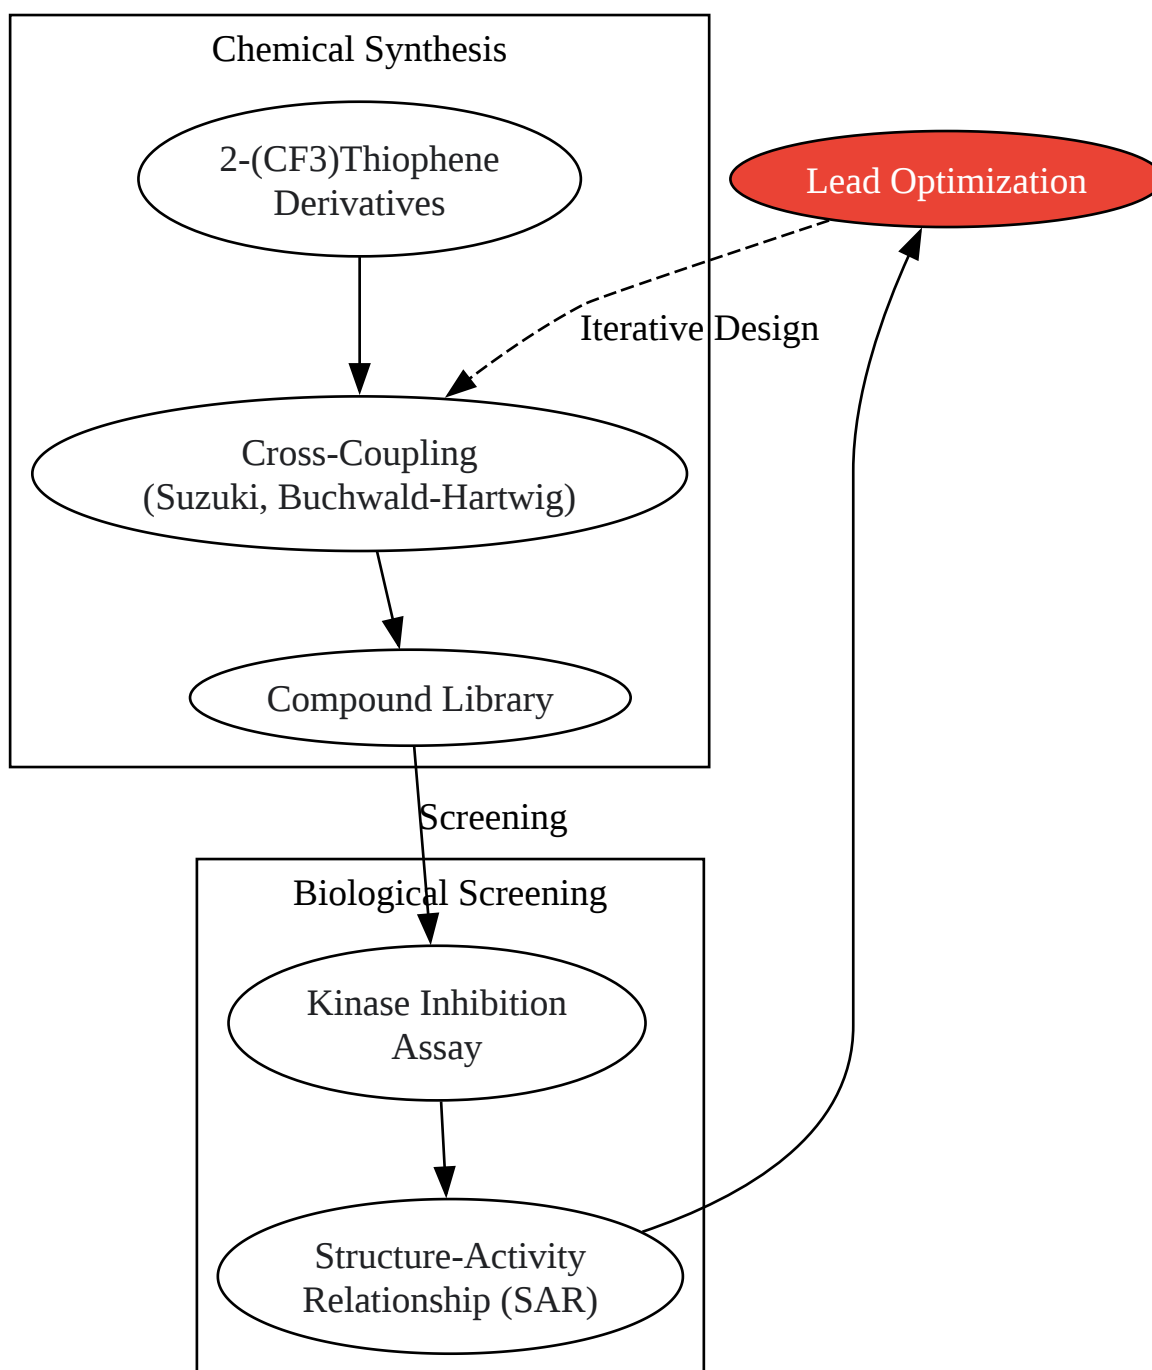 Chemical Synthesis
2-(CF3)Thiophene
Derivatives
Lead Optimization
Iterative Design
Cross-Coupling
(Suzuki, Buchwald-Hartwig)
Compound Library
Screening
Biological Screening
Kinase Inhibition
Assay
Structure-Activity
Relationship (SAR)